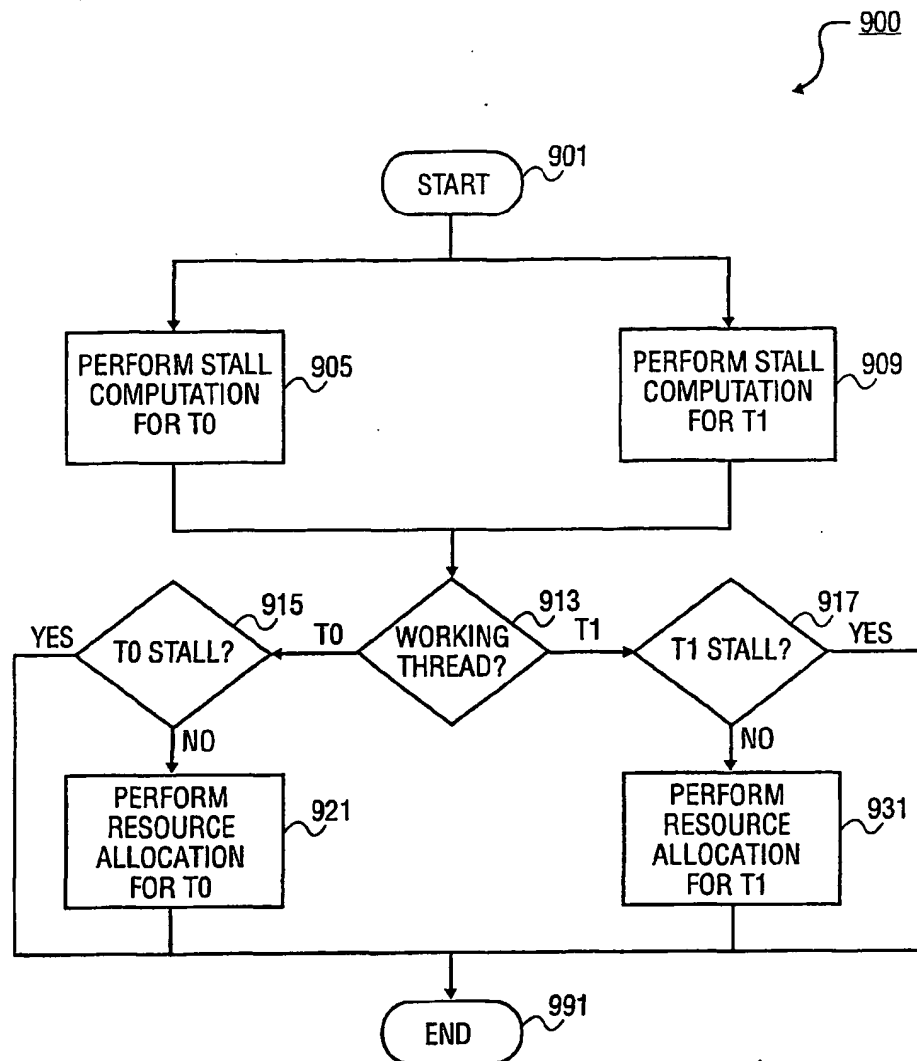 900
START
901
PERFORM STALL
COMPUTATION
FOR T0
905
PERFORM STALL
COMPUTATION
FOR T1
909
YES
T0 STALL?
915
T0
WORKING
THREAD?
913
T1
T1 STALL?
917
YES
NO
NO
PERFORM
RESOURCE
ALLOCATION
FOR T0
921
PERFORM
RESOURCE
ALLOCATION
FOR T1
931
END
991